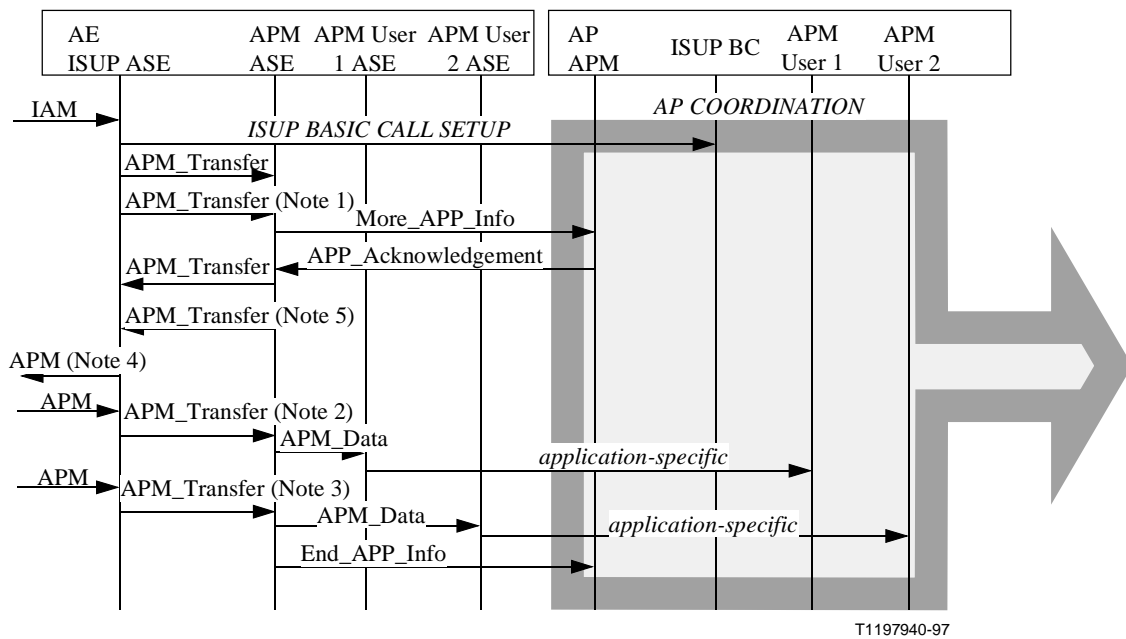 AE
ISUP ASE
APM
ASE
APM User
1 ASE
APM User
2 ASE
AP
APM
ISUP BC
APM
User 1
APM
User 2
IAM
AP COORDINATION
ISUP BASIC CALL SETUP
APM_Transfer
APM_Transfer (Note 1)
More_APP_Info
APP_Acknowledgement
APM_Transfer
APM_Transfer (Note 5)
APM (Note 4)
APM
APM_Transfer (Note 2)
APM_Data
application-specific
APM
APM_Transfer (Note 3)
APM_Data
application-specific
End_APP_Info
T1197940-97